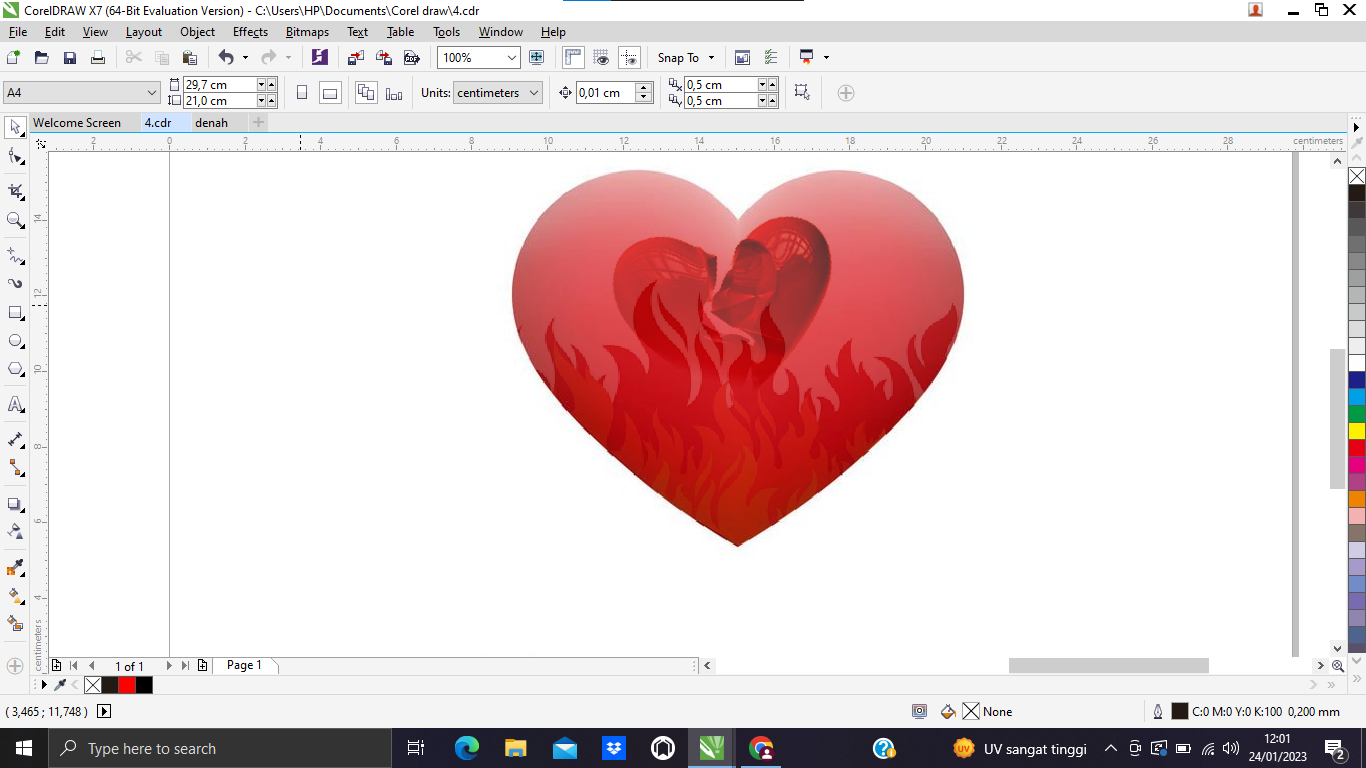 CorelDRAW X7 (64-Bit Evaluation Version) - C:\Users\HP\Documents\Corel draw\4.cdr
File Edit View Layout Object Effects Bitmaps Text Table Tools Window Help
100% Snap To
A4 29,7 cm 21,0 cm Units: centimeters 0,01 cm 0,5 cm 0,5 cm
Welcome Screen 4.cdr denah
2 0 2 4 6 8 10 12 14 16 18 20 22 24 26 28 centimeters
14
12
10
8
6
4
centimeters
1 of 1 Page 1
( 3,465 ; 11,748 ) None C:0 M:0 Y:0 K:100 0,200 mm
Type here to search UV UV sangat tinggi 12:01
24/01/2023 2